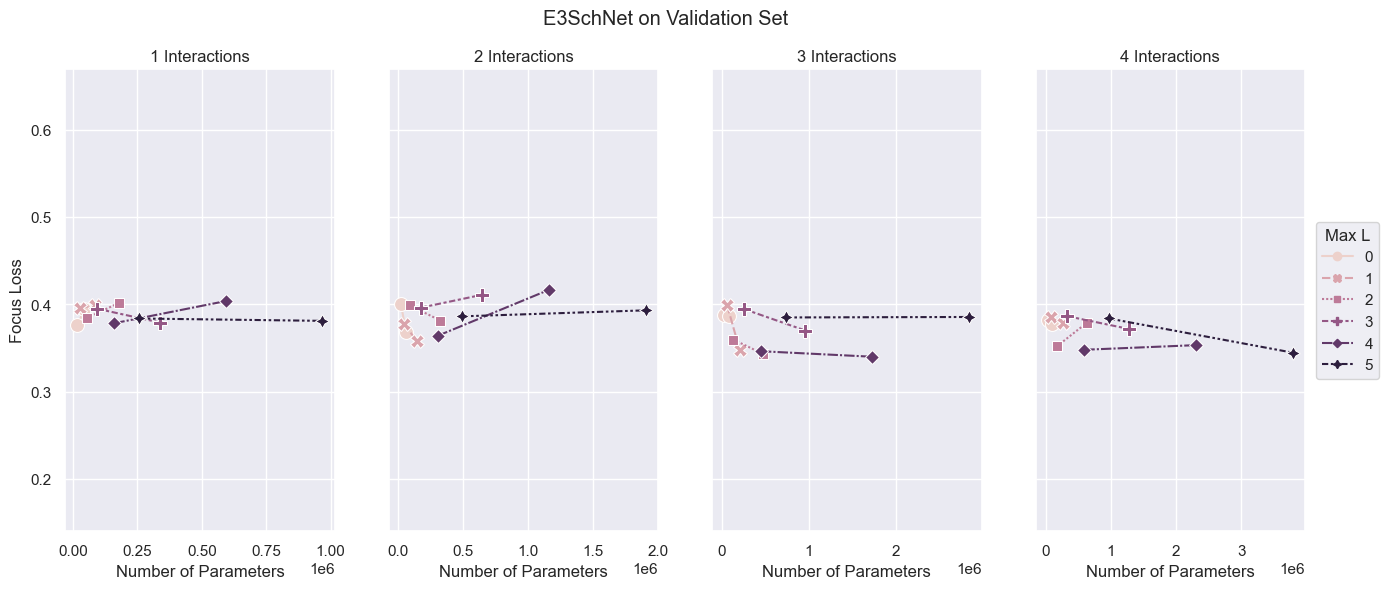 E3SchNet on Validation Set
1 Interactions
2 Interactions
3 Interactions
4 Interactions
Focus Loss
0.6
0.5
0.4
0.3
0.2
0.00 0.25 0.50 0.75 1.00
1e6
Number of Parameters
0.0 0.5 1.0 1.5 2.0
1e6
Number of Parameters
0 1 2
1e6
Number of Parameters
0 1 2 3
1e6
Number of Parameters
Max L
0
1
2
3
4
5